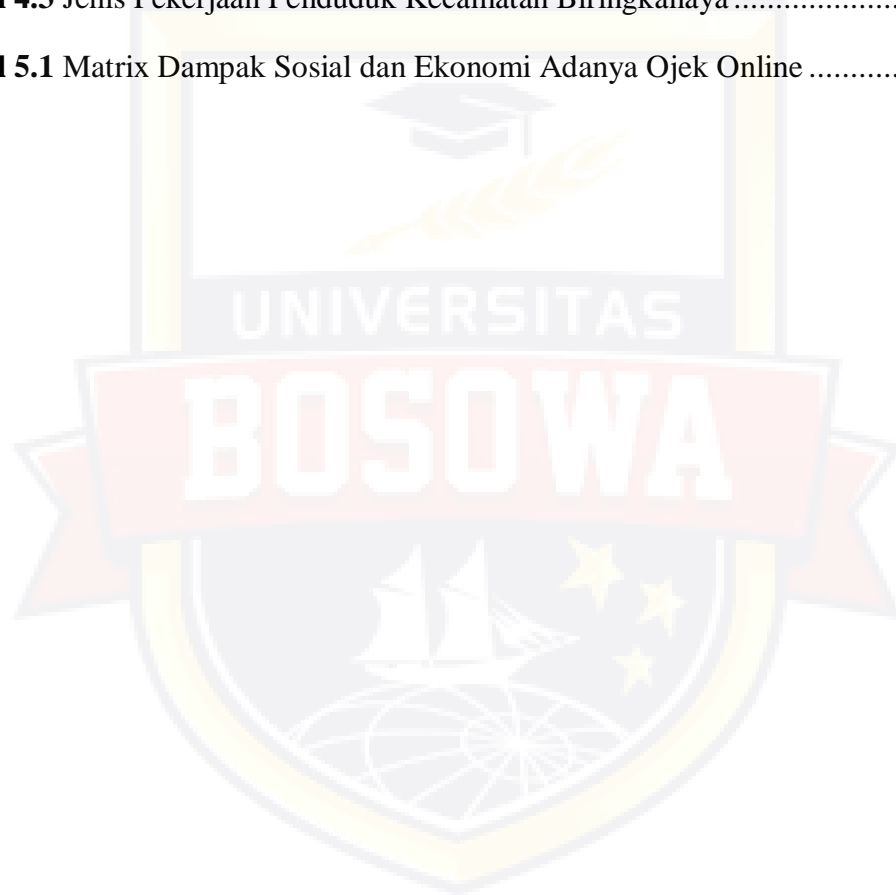 4.3 Jenis Pekerjaan Penduduk Kecamatan Biringkanaya....................
l 5.1 Matrix Dampak Sosial dan Ekonomi Adanya Ojek Online...........
UNIVERSITAS
BOSOWA